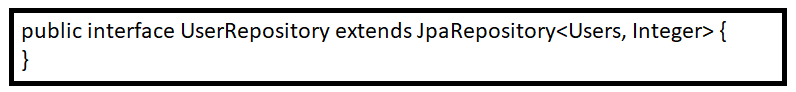 public interface UserRepository extends JpaRepository<Users, Integer> {
}